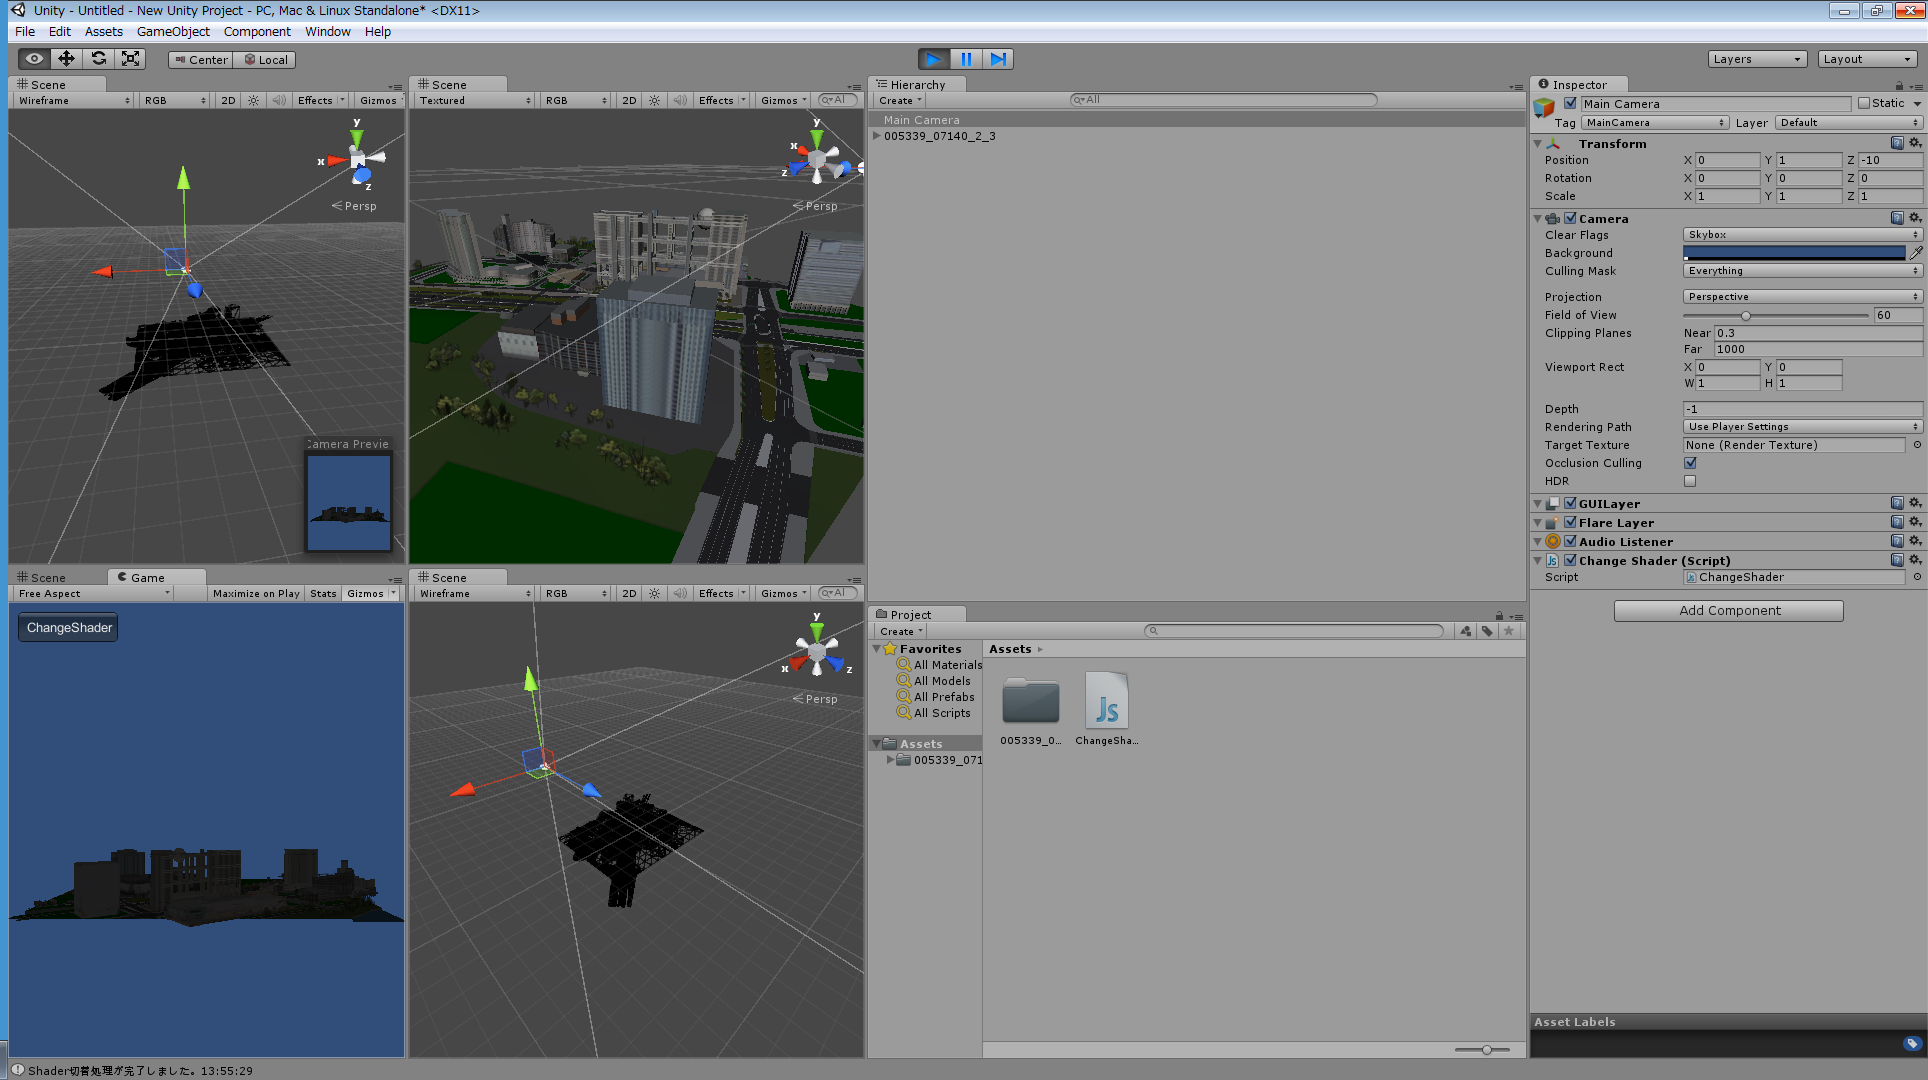 Unity - Untitled - New Unity Project - PC, Mac & Linux Standalone* <DX11>
File Edit Assets GameObject Component Window Help
Center Local
Layers Layout
Scene
Wireframe RGB 2D Effects Gizmos
y
x
z
Persp
Camera Previe
Scene
Textured RGB 2D Effects Gizmos All
y
x
z
Persp
Scene Game
Free Aspect Maximize on Play Stats Gizmos
ChangeShader
Scene
Wireframe RGB 2D Effects Gizmos All
y
x z
Persp
Hierarchy
Create All
Main Camera
005339_07140_2_3
Project
Create
Favorites
All Materials
All Models
All Prefabs
All Scripts
Assets
005339_071
Assets
005339_0...
Js
ChangeSha...
Inspector
Main Camera Static
Tag MainCamera Layer Default
Transform
Position X 0 Y 1 Z -10
Rotation X 0 Y 0 Z 0
Scale X 1 Y 1 Z 1
Camera
Clear Flags Skybox
Background
Culling Mask Everything
Projection Perspective
Field of View 60
Clipping Planes Near 0.3
Far 1000
Viewport Rect X 0 Y 0
W 1 H 1
Depth -1
Rendering Path Use Player Settings
Target Texture None (Render Texture)
Occlusion Culling
HDR
GUILayer
Flare Layer
Audio Listener
Change Shader (Script)
Script ChangeShader
Add Component
Asset Labels
Shader切替処理が完了しました。13:55:29